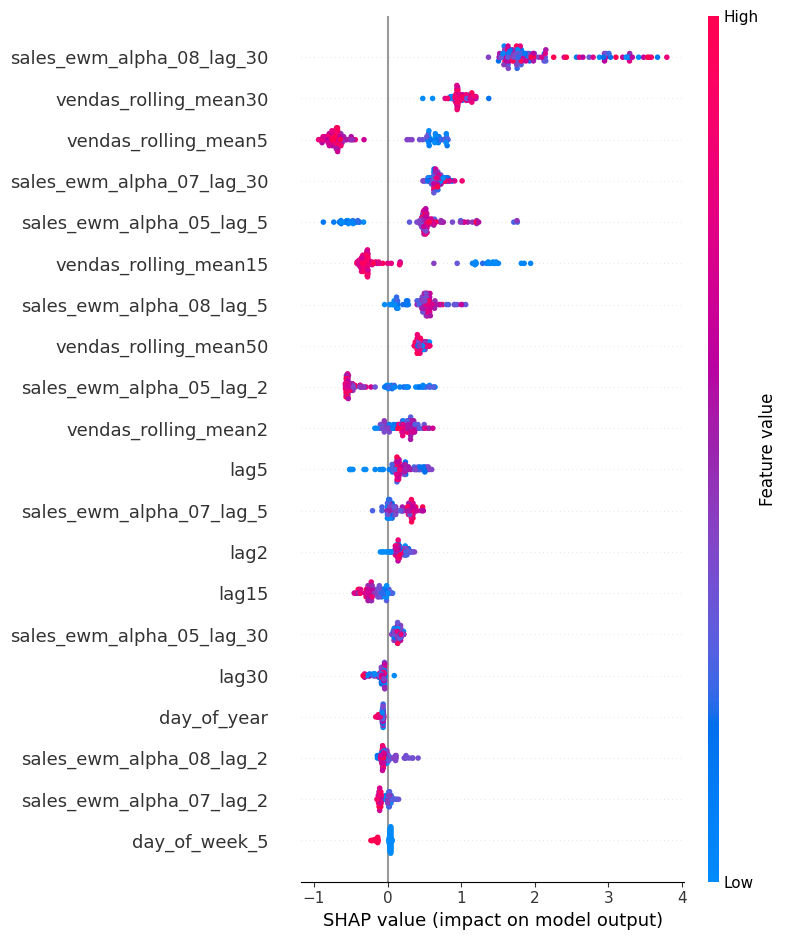 High
sales_ewm_alpha_08_lag_30
vendas_rolling_mean30
vendas_rolling_mean5
sales_ewm_alpha_07_lag_30
sales_ewm_alpha_05_lag_5
vendas_rolling_mean15
sales_ewm_alpha_08_lag_5
vendas_rolling_mean50
sales_ewm_alpha_05_lag_2
vendas_rolling_mean2
lag5
sales_ewm_alpha_07_lag_5
lag2
lag15
sales_ewm_alpha_05_lag_30
lag30
day_of_year
sales_ewm_alpha_08_lag_2
sales_ewm_alpha_07_lag_2
day_of_week_5
Feature value
Low
−1 0 1 2 3 4
SHAP value (impact on model output)